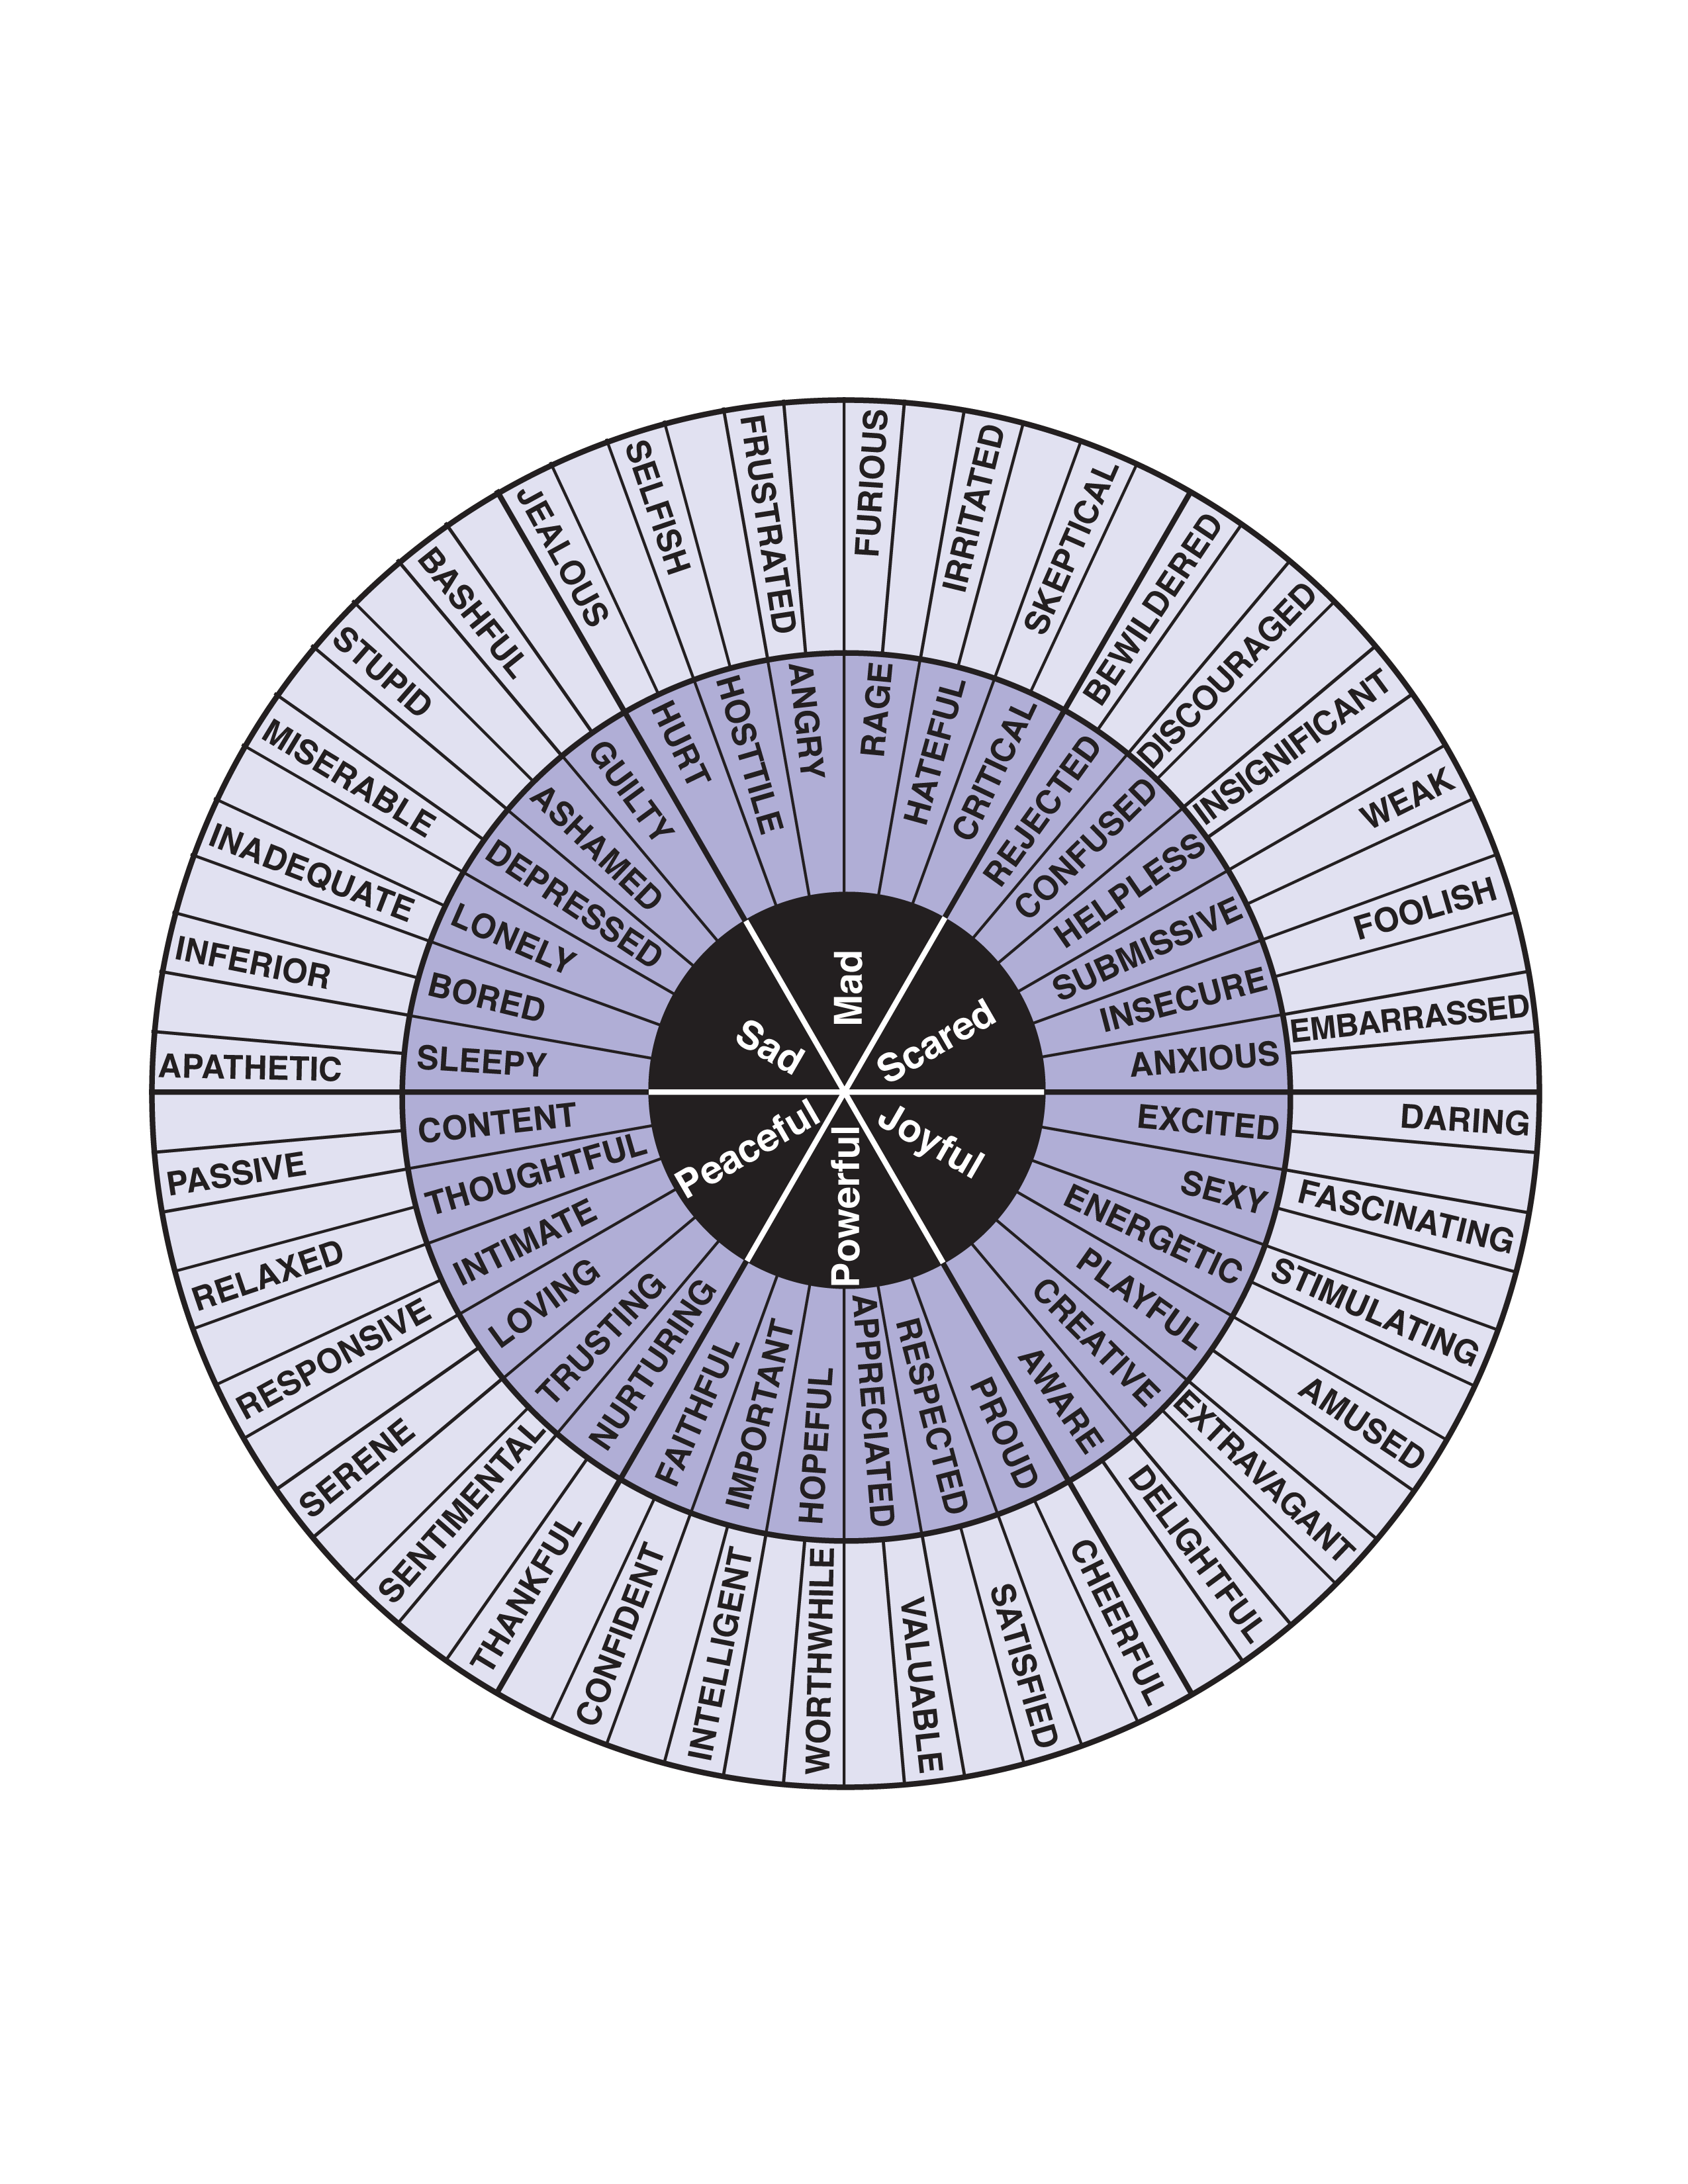 Mad
Scared
Joyful
Powerful
Peaceful
Sad
HURT
HOSTILE
ANGRY
RAGE
HATEFUL
CRITICAL
REJECTED
CONFUSED
HELPLESS
SUBMISSIVE
INSECURE
ANXIOUS
EXCITED
SEXY
ENERGETIC
PLAYFUL
CREATIVE
AWARE
PROUD
RESPECTED
APPRECIATED
HOPEFUL
IMPORTANT
FAITHFUL
NURTURING
TRUSTING
LOVING
INTIMATE
THOUGHTFUL
CONTENT
SLEEPY
BORED
LONELY
DEPRESSED
ASHAMED
GUILTY
JEALOUS
SELFISH
FRUSTRATED
FURIOUS
IRRITATED
SKEPTICAL
BEWILDERED
DISCOURAGED
INSIGNIFICANT
WEAK
FOOLISH
EMBARRASSED
DARING
FASCINATING
STIMULATING
AMUSED
EXTRAVAGANT
DELIGHTFUL
CHEERFUL
SATISFIED
VALUABLE
WORTHWHILE
INTELLIGENT
CONFIDENT
THANKFUL
SENTIMENTAL
SERENE
RESPONSIVE
RELAXED
PASSIVE
APATHETIC
INFERIOR
INADEQUATE
MISERABLE
STUPID
BASHFUL